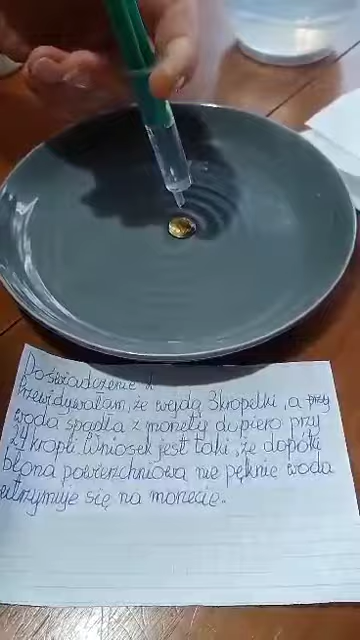 Doświadczenie 1
Przewidywałam, że wejdą 3 kropelki, a przy
woda spadła z monety dopiero przy
24 kropli. Wniosek jest taki, że dopóki
błona powierzchniowa nie pęknie woda
utrzymuje się na monecie.